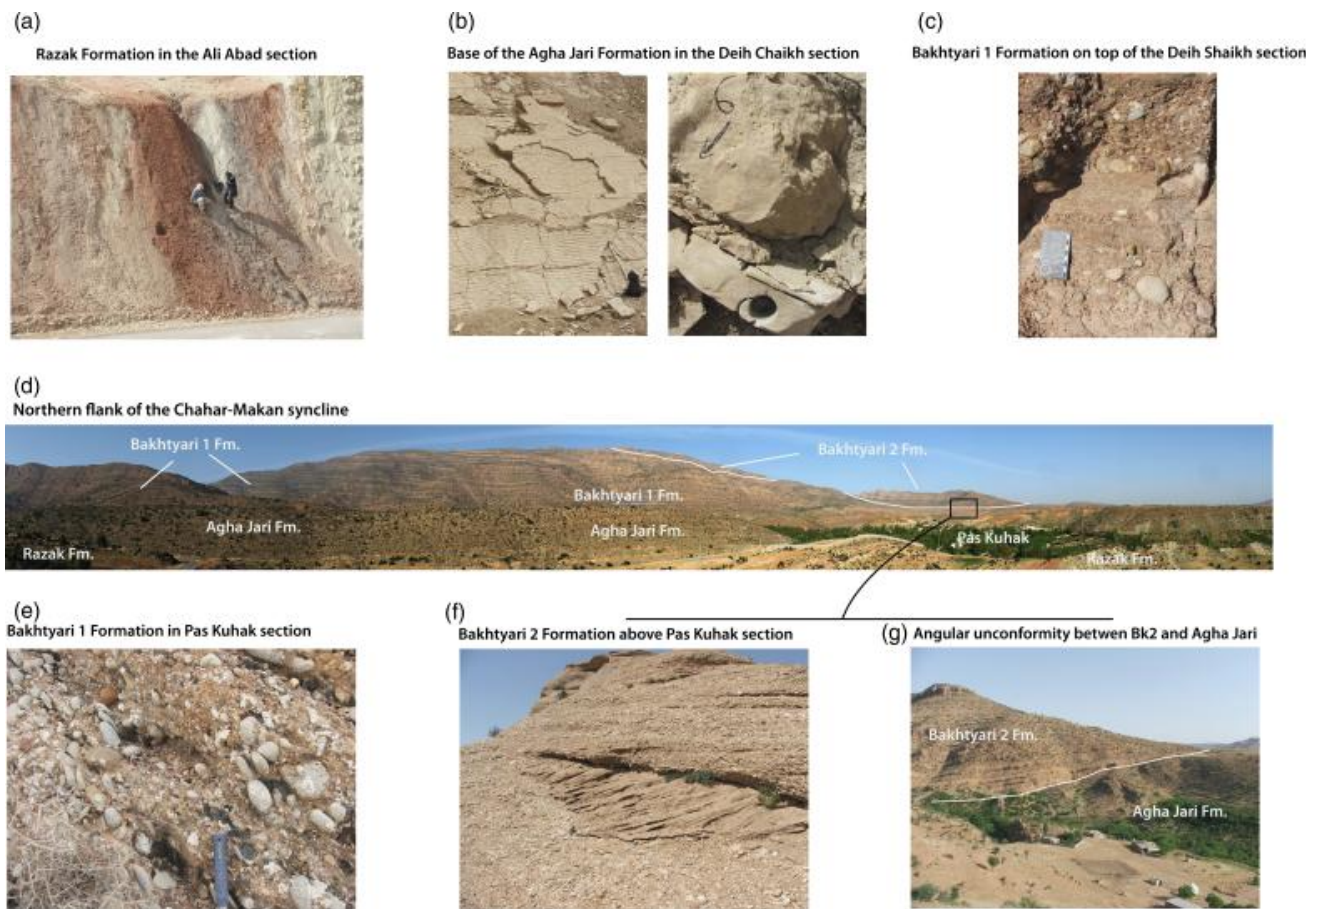 (a)
Razak Formation in the Ali Abad section
(b)
Base of the Agha Jari Formation in the Deih Chaikh section
(c)
Bakhtyari 1 Formation on top of the Deih Shaikh section
(d)
Northern flank of the Chahar-Makan syncline
Bakhtyari 1 Fm.
Bakhtyari 2 Fm.
Bakhtyari 1 Fm.
Agha Jari Fm.
Agha Jari Fm.
Pas Kuhak
Razak Fm.
Razak Fm.
(e)
Bakhtyari 1 Formation in Pas Kuhak section
(f)
Bakhtyari 2 Formation above Pas Kuhak section
(g) Angular unconformity betwen Bk2 and Agha Jari
Bakhtyari 2 Fm.
Agha Jari Fm.